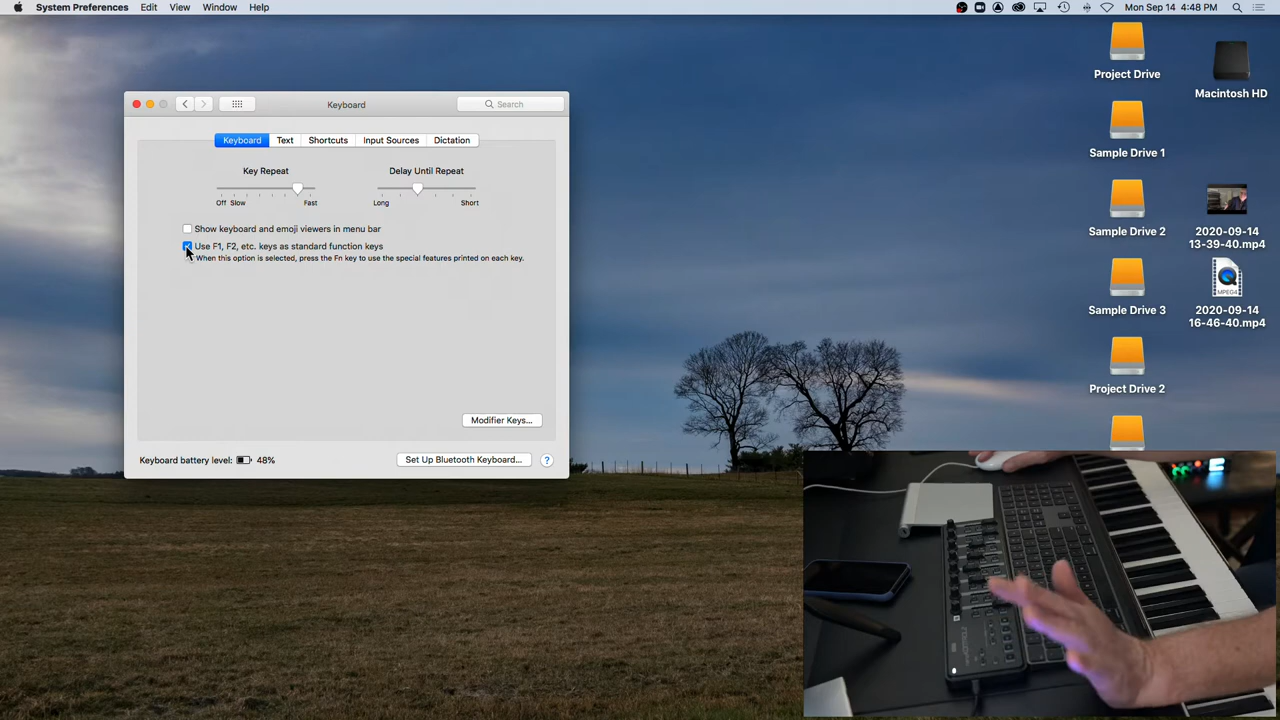 System Preferences Edit View Window Help
Mon Sep 14 4:48 PM
Keyboard
Search
Keyboard Text Shortcuts Input Sources Dictation
Key Repeat
Delay Until Repeat
Off Slow Fast
Long Short
Show keyboard and emoji viewers in menu bar
Use F1, F2, etc. keys as standard function keys
When this option is selected, press the Fn key to use the special features printed on each key.
Modifier Keys...
Keyboard battery level: 48%
Set Up Bluetooth Keyboard...
?
Project Drive
Sample Drive 1
Sample Drive 2
Sample Drive 3
Project Drive 2
Macintosh HD
2020-09-14
13-39-40.mp4
MPEG4
2020-09-14
16-46-40.mp4